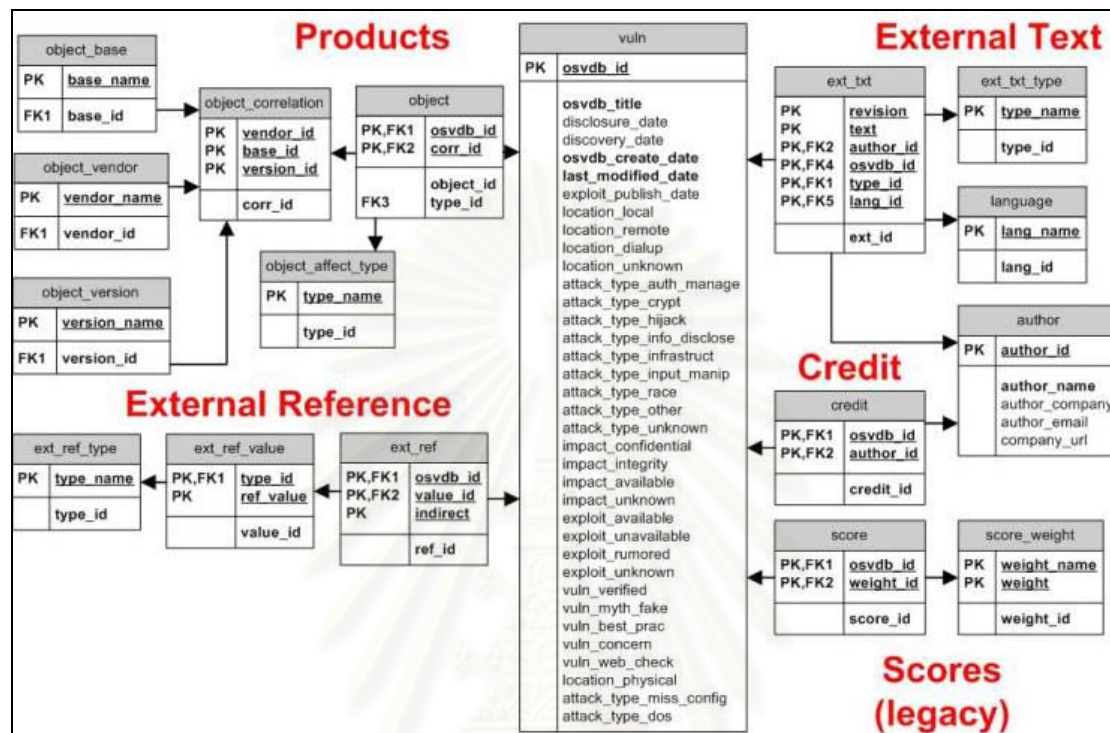 Products
object_base
PK base_name
FK1 base_id
object_vendor
PK vendor_name
FK1 vendor_id
object_version
PK version_name
FK1 version_id
object_correlation
PK vendor_id
PK base_id
PK version_id
corr_id
object
PK,FK1 osvdb_id
PK,FK2 corr_id
object_id
FK3 type_id
object_affect_type
PK type_name
type_id
External Reference
ext_ref_type
PK type_name
type_id
ext_ref_value
PK,FK1 type_id
PK ref_value
value_id
ext_ref
PK,FK1 osvdb_id
PK,FK2 value_id
PK indirect
ref_id
vuln
PK osvdb_id
osvdb_title
disclosure_date
discovery_date
osvdb_create_date
last_modified_date
exploit_publish_date
location_local
location_remote
location_dialup
location_unknown
attack_type_auth_manage
attack_type_crypt
attack_type_hijack
attack_type_info_disclose
attack_type_infrastruct
attack_type_input_manip
attack_type_race
attack_type_other
attack_type_unknown
impact_confidential
impact_integrity
impact_available
impact_unknown
exploit_available
exploit_unavailable
exploit_rumored
exploit_unknown
vuln_verified
vuln_myth_fake
vuln_best_prac
vuln_concern
vuln_web_check
location_physical
attack_type_miss_config
attack_type_dos
External Text
ext_txt
PK revision
PK text
PK,FK2 author_id
PK,FK4 osvdb_id
PK,FK1 type_id
PK,FK5 lang_id
ext_id
ext_txt_type
PK type_name
type_id
language
PK lang_name
lang_id
author
PK author_id
author_name
author_company
author_email
company_url
Credit
credit
PK,FK1 osvdb_id
PK,FK2 author_id
credit_id
score
PK,FK1 osvdb_id
PK,FK2 weight_id
score_id
score_weight
PK weight_name
PK weight
weight_id
Scores
(legacy)